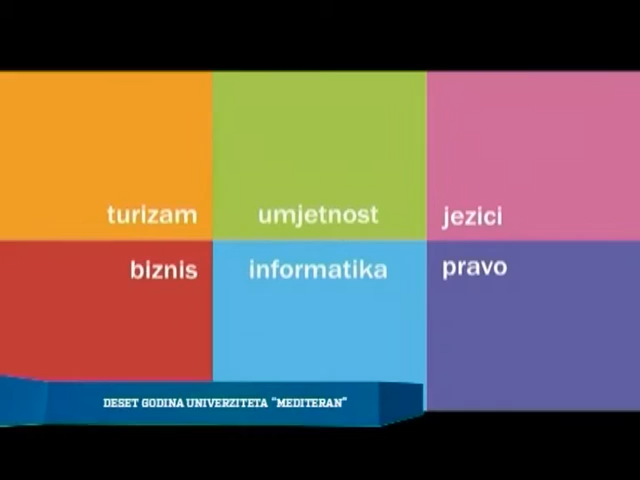 turizam
umjetnost
jezici
biznis
informatika
pravo
DESET GODINA UNIVERZITETA "MEDITERAN"